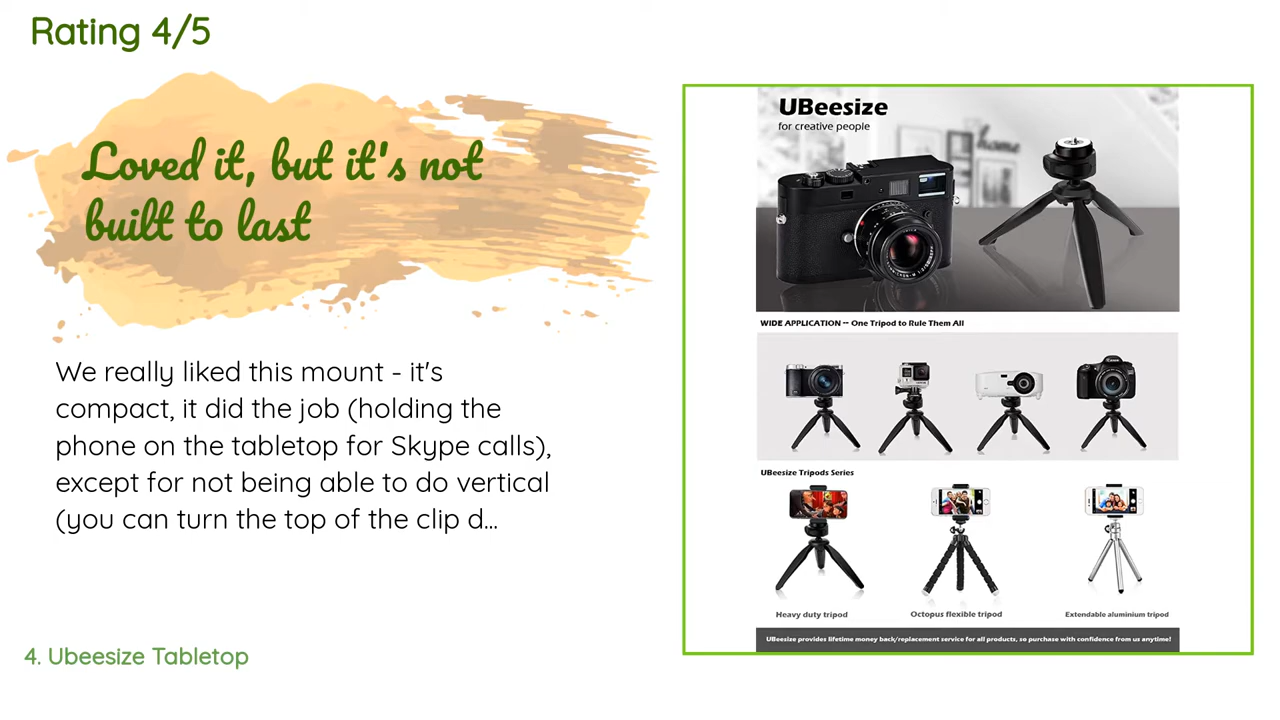 Rating 4/5
Loved it, but it's not
built to last
We really liked this mount - it's
compact, it did the job (holding the
phone on the tabletop for Skype calls),
except for not being able to do vertical
(you can turn the top of the clip d...
4. Ubeesize Tabletop
UBeesize
for creative people
home
WIDE APPLICATION -- One Tripod to Rule Them All
Canon
UBeesize Tripods Series
Heavy duty tripod
Octopus flexible tripod
Extendable aluminium tripod
UBeesize provides lifetime money back/replacement service for all products, so purchase with confidence from us anytime!